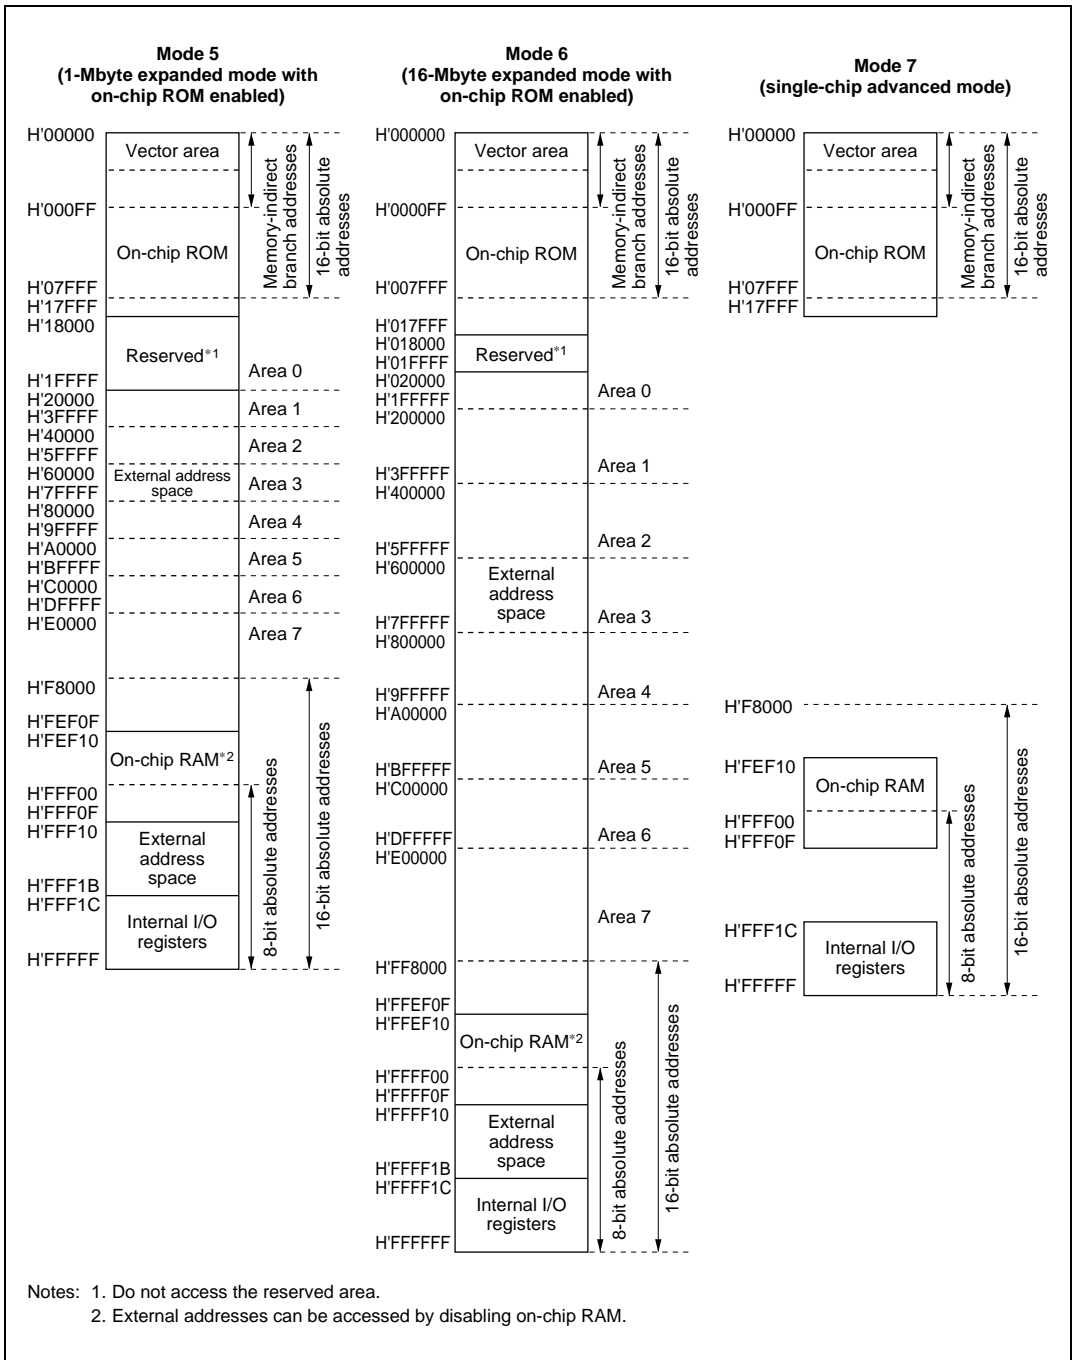 Mode 5
(1-Mbyte expanded mode with
on-chip ROM enabled)
H'00000
Vector area
H'000FF
On-chip ROM
H'07FFF
H'17FFF
H'18000
Reserved*1
H'1FFFF
H'20000
H'3FFFF
H'40000
H'5FFFF
H'60000
H'7FFFF
External address
space
H'80000
H'9FFFF
H'A0000
H'BFFFF
H'C0000
H'DFFFF
H'E0000
H'F8000
H'FEF0F
H'FEF10
On-chip RAM*2
H'FFF00
H'FFF0F
H'FFF10
External
address
space
H'FFF1B
H'FFF1C
Internal I/O
registers
H'FFFFF
Memory-indirect
branch addresses
16-bit absolute
addresses
Area 0
Area 1
Area 2
Area 3
Area 4
Area 5
Area 6
Area 7
8-bit absolute addresses
16-bit absolute addresses
Mode 6
(16-Mbyte expanded mode with
on-chip ROM enabled)
H'000000
Vector area
H'0000FF
On-chip ROM
H'007FFF
H'017FFF
H'018000
Reserved*1
H'01FFFF
H'020000
H'1FFFFF
H'200000
H'3FFFFF
H'400000
H'5FFFFF
H'600000
External
address
space
H'7FFFFF
H'800000
H'9FFFFF
H'A00000
H'BFFFFF
H'C00000
H'DFFFFF
H'E00000
H'FF8000
H'FFEF0F
H'FFEF10
On-chip RAM*2
H'FFFF00
H'FFFF0F
H'FFFF10
External
address
space
H'FFFF1B
H'FFFF1C
Internal I/O
registers
H'FFFFFF
Memory-indirect
branch addresses
16-bit absolute
addresses
Area 0
Area 1
Area 2
Area 3
Area 4
Area 5
Area 6
Area 7
8-bit absolute addresses
16-bit absolute addresses
Mode 7
(single-chip advanced mode)
H'00000
Vector area
H'000FF
On-chip ROM
H'07FFF
H'17FFF
Memory-indirect
branch addresses
16-bit absolute
addresses
H'F8000
H'FEF10
On-chip RAM
H'FFF00
H'FFF0F
H'FFF1C
Internal I/O
registers
H'FFFFF
8-bit absolute addresses
16-bit absolute addresses
Notes: 1. Do not access the reserved area.
2. External addresses can be accessed by disabling on-chip RAM.